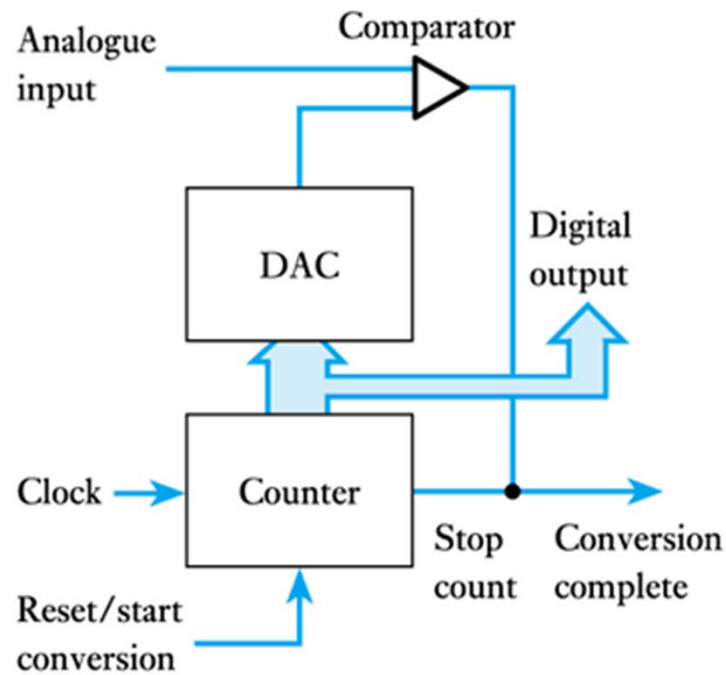 Comparator
Analogue
input
DAC
Digital
output
Clock
Counter
Stop
count
Conversion
complete
Reset/start
conversion